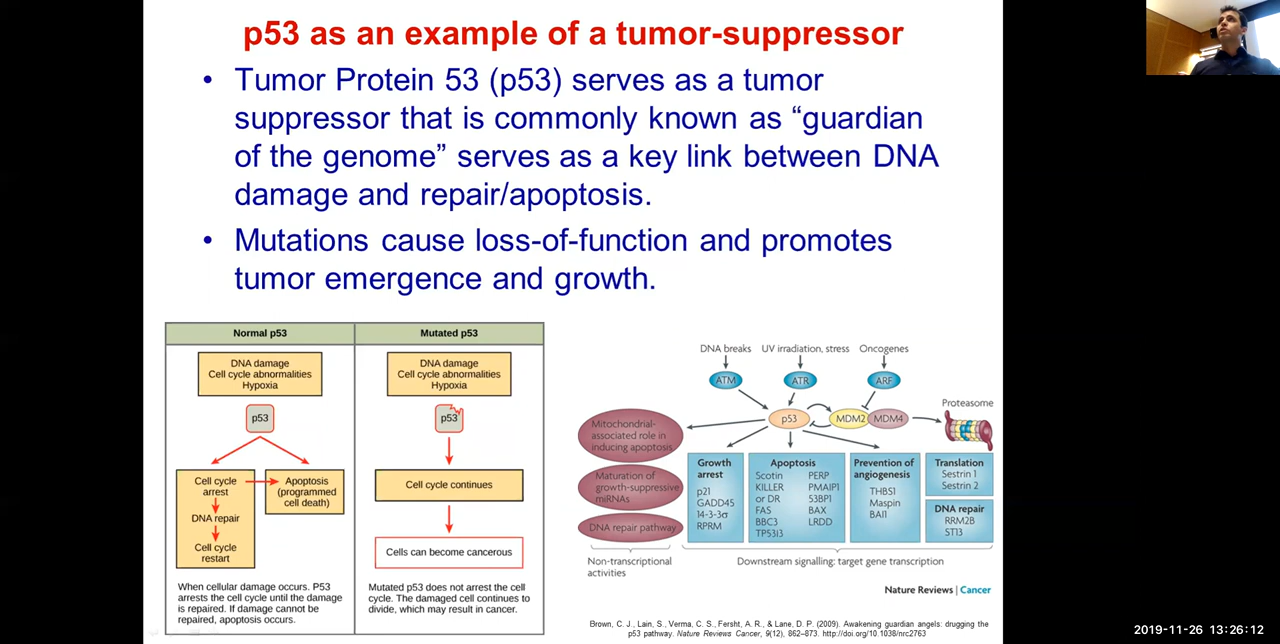 p53 as an example of a tumor-suppressor
• Tumor Protein 53 (p53) serves as a tumor
suppressor that is commonly known as “guardian
of the genome” serves as a key link between DNA
damage and repair/apoptosis.
• Mutations cause loss-of-function and promotes
tumor emergence and growth.
Normal p53
DNA damage
Cell cycle abnormalities
Hypoxia
p53
Cell cycle
arrest
DNA repair
Cell cycle
restart
Apoptosis
(programmed
cell death)
When cellular damage occurs. P53
arrests the cell cycle until the damage
is repaired. If damage cannot be
repaired, apoptosis occurs.
Mutated p53
DNA damage
Cell cycle abnormalities
Hypoxia
p53
Cell cycle continues
Cells can become cancerous
Mutated p53 does not arrest the cell
cycle. The damaged cell continues to
divide, which may result in cancer.
DNA breaks
UV irradiation, stress
Oncogenes
ATM
ATR
ARF
p53
MDM2
MDM4
Proteasome
Mitochondrial-
associated role in
inducing apoptosis
Maturation of
growth-suppressive
miRNAs
DNA repair pathway
Non-transcriptional
activities
Growth
arrest
p21
GADD45
14-3-3σ
RPRM
Apoptosis
Scotin
KILLER
or DR
FAS
BBC3
TP53I3
PERP
PMAIP1
53BP1
BAX
LRDD
Prevention of
angiogenesis
THBS1
Maspin
BAI1
Translation
Sestrin 1
Sestrin 2
DNA repair
RRM2B
ST13
Downstream signalling: target gene transcription
Nature Reviews | Cancer
Brown, C. J., Lain, S., Verma, C. S., Fersht, A. R., & Lane, D. P. (2009). Awakening guardian angels: drugging the
p53 pathway. Nature Reviews Cancer, 9(12), 862–873. http://doi.org/10.1038/nrc2763
2019-11-26 13:26:12